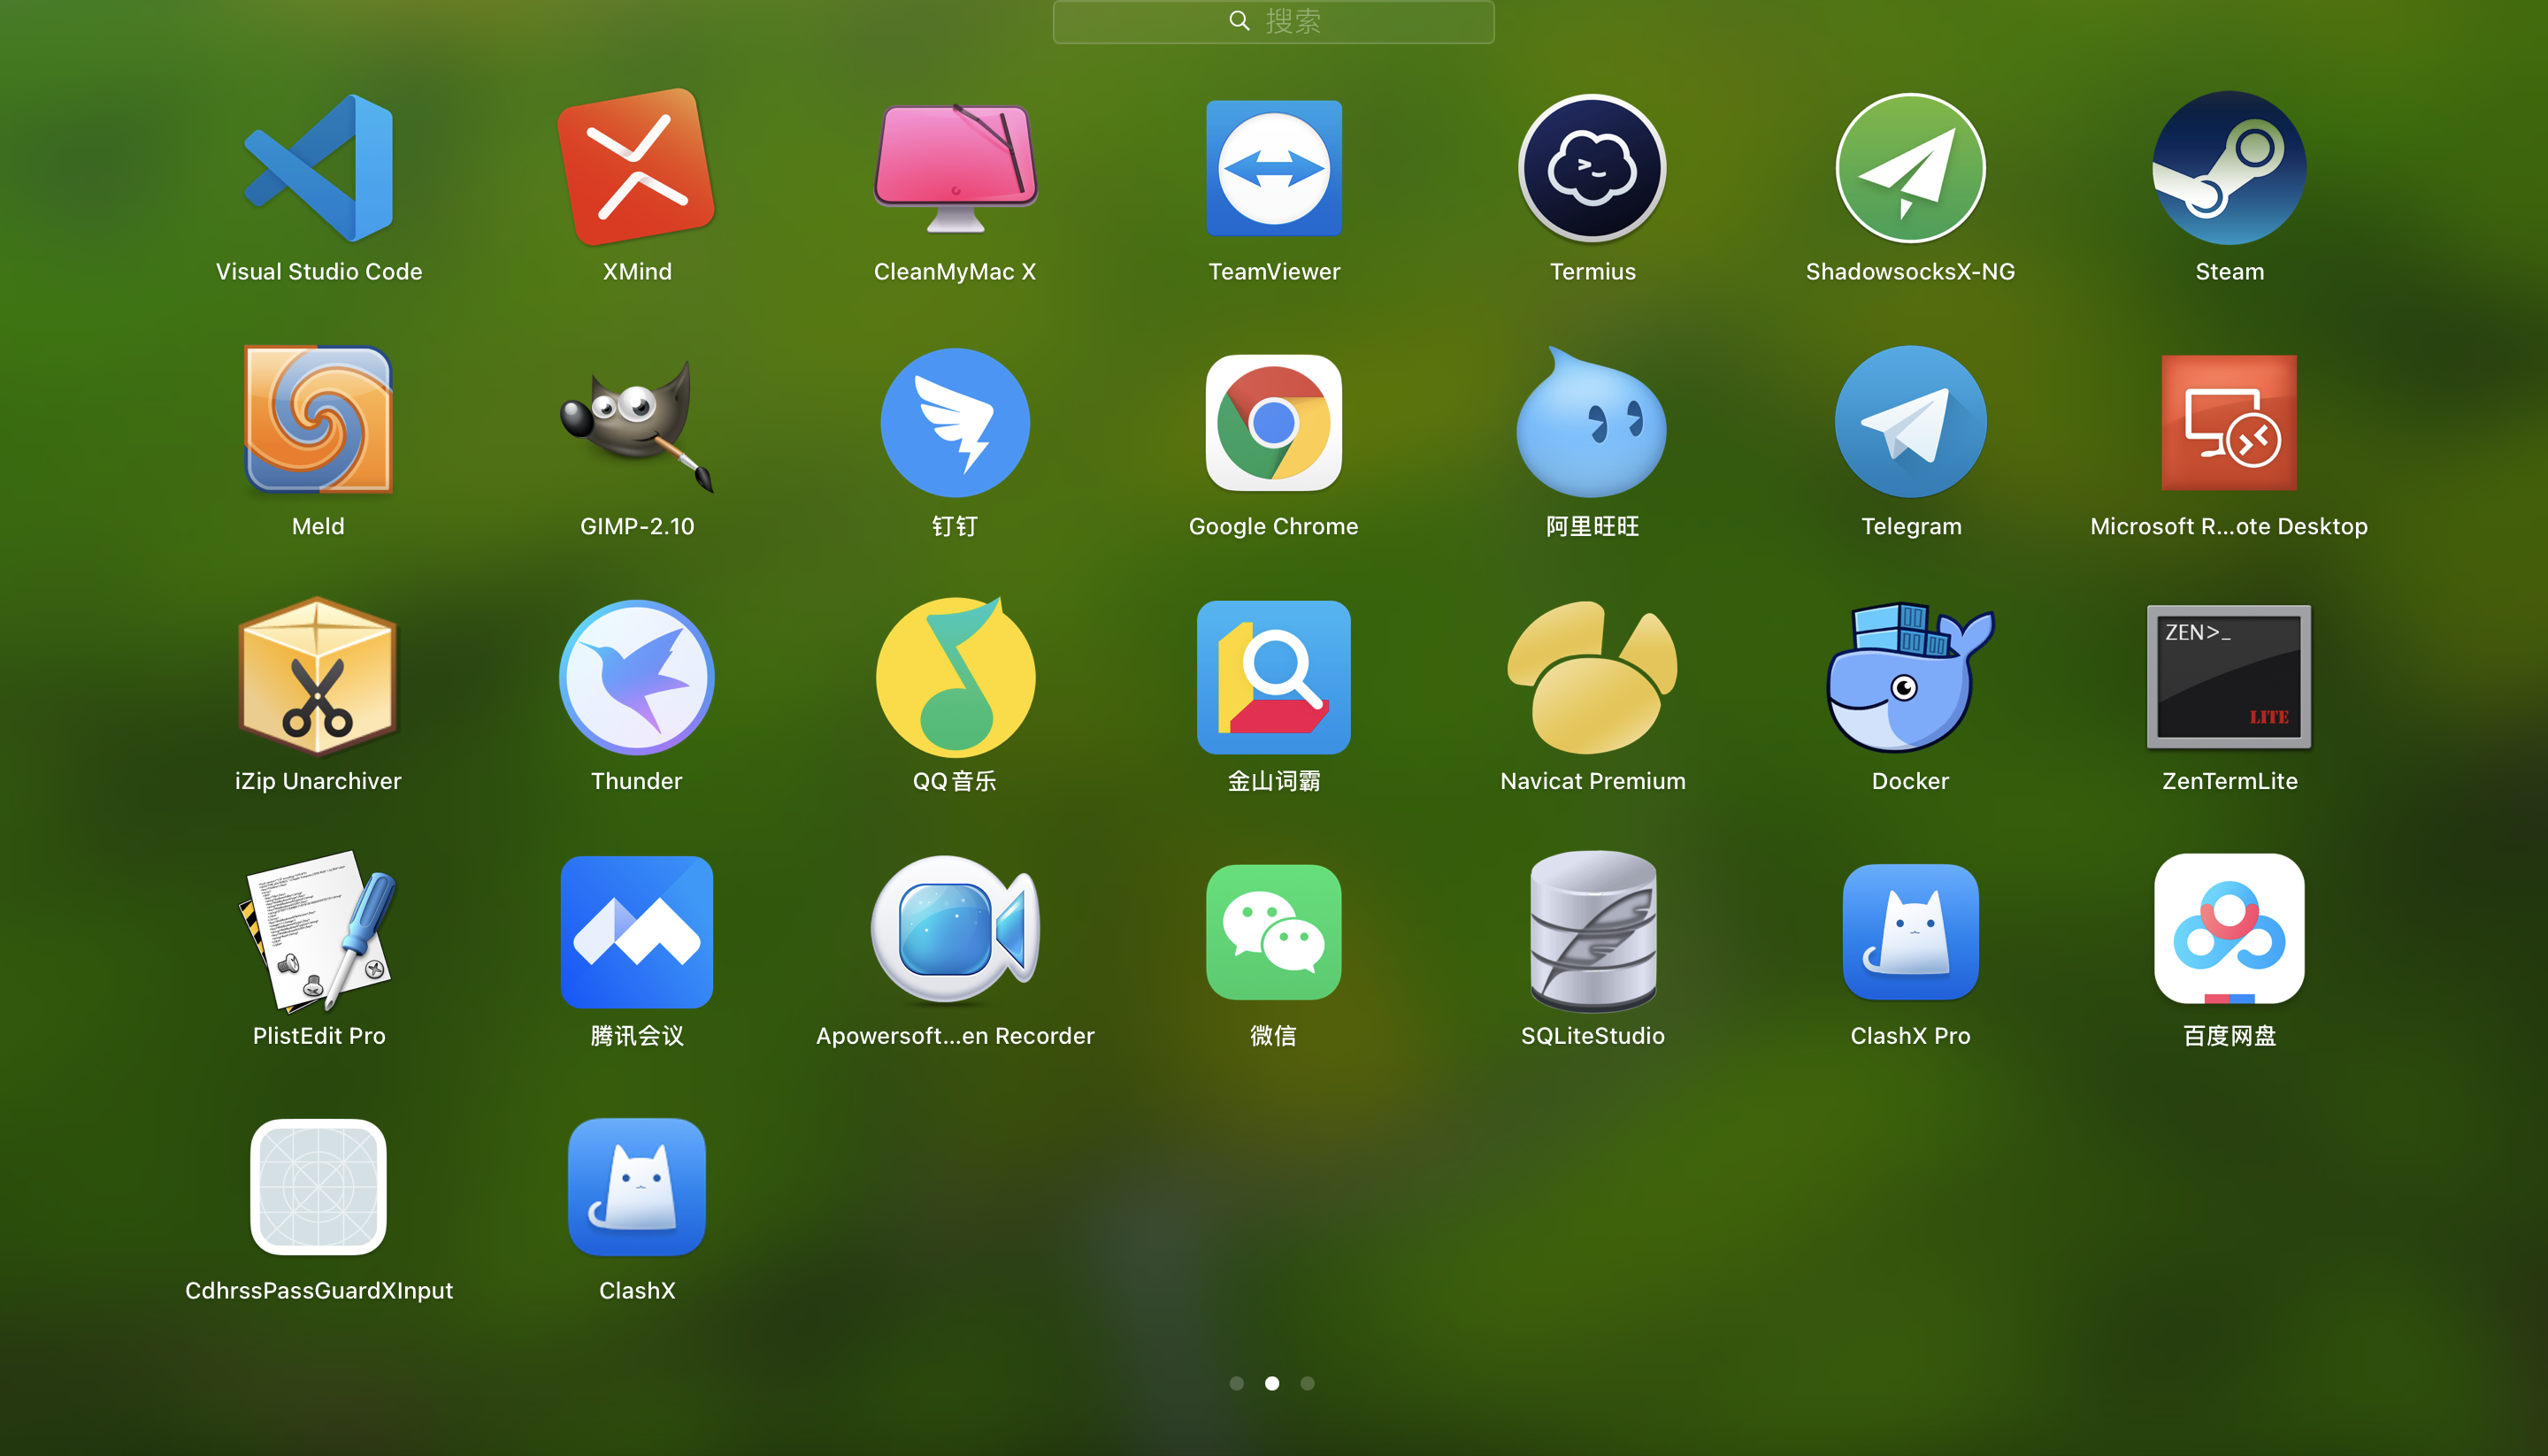 搜索
Visual Studio Code
XMind
CleanMyMac X
TeamViewer
Termius
ShadowsocksX-NG
Steam
Meld
GIMP-2.10
钉钉
Google Chrome
阿里旺旺
Telegram
Microsoft R...ote Desktop
ZEN>_
LITE
iZip Unarchiver
Thunder
QQ音乐
金山词霸
Navicat Premium
Docker
ZenTermLite
PlistEdit Pro
腾讯会议
Apowersoft...en Recorder
微信
SQLiteStudio
ClashX Pro
百度网盘
CdhrssPassGuardXInput
ClashX